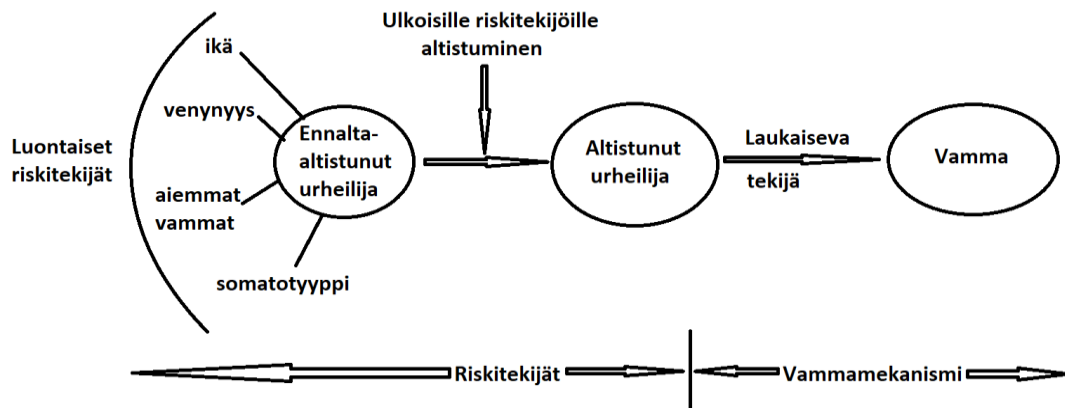 Luontaiset
riskitekijät
ikä
venynyys
aiemmat
vammat
somatotyyppi
Ennalta-
altistunut
urheilija
Ulkoisille riskitekijöille
altistuminen
Altistunut
urheilija
Laukaiseva
tekijä
Vamma
Riskitekijät
Vammamekanismi